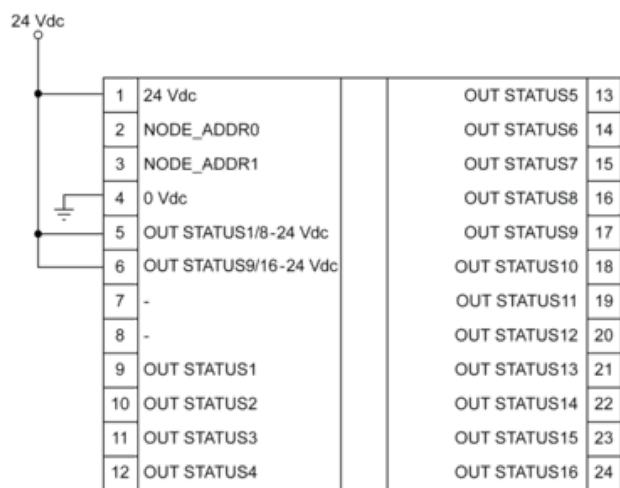 24 Vdc
1 24 Vdc OUT STATUS5 13
2 NODE_ADDR0 OUT STATUS6 14
3 NODE_ADDR1 OUT STATUS7 15
4 0 Vdc OUT STATUS8 16
5 OUT STATUS1/8-24 Vdc OUT STATUS9 17
6 OUT STATUS9/16-24 Vdc OUT STATUS10 18
7 - OUT STATUS11 19
8 - OUT STATUS12 20
9 OUT STATUS1 OUT STATUS13 21
10 OUT STATUS2 OUT STATUS14 22
11 OUT STATUS3 OUT STATUS15 23
12 OUT STATUS4 OUT STATUS16 24